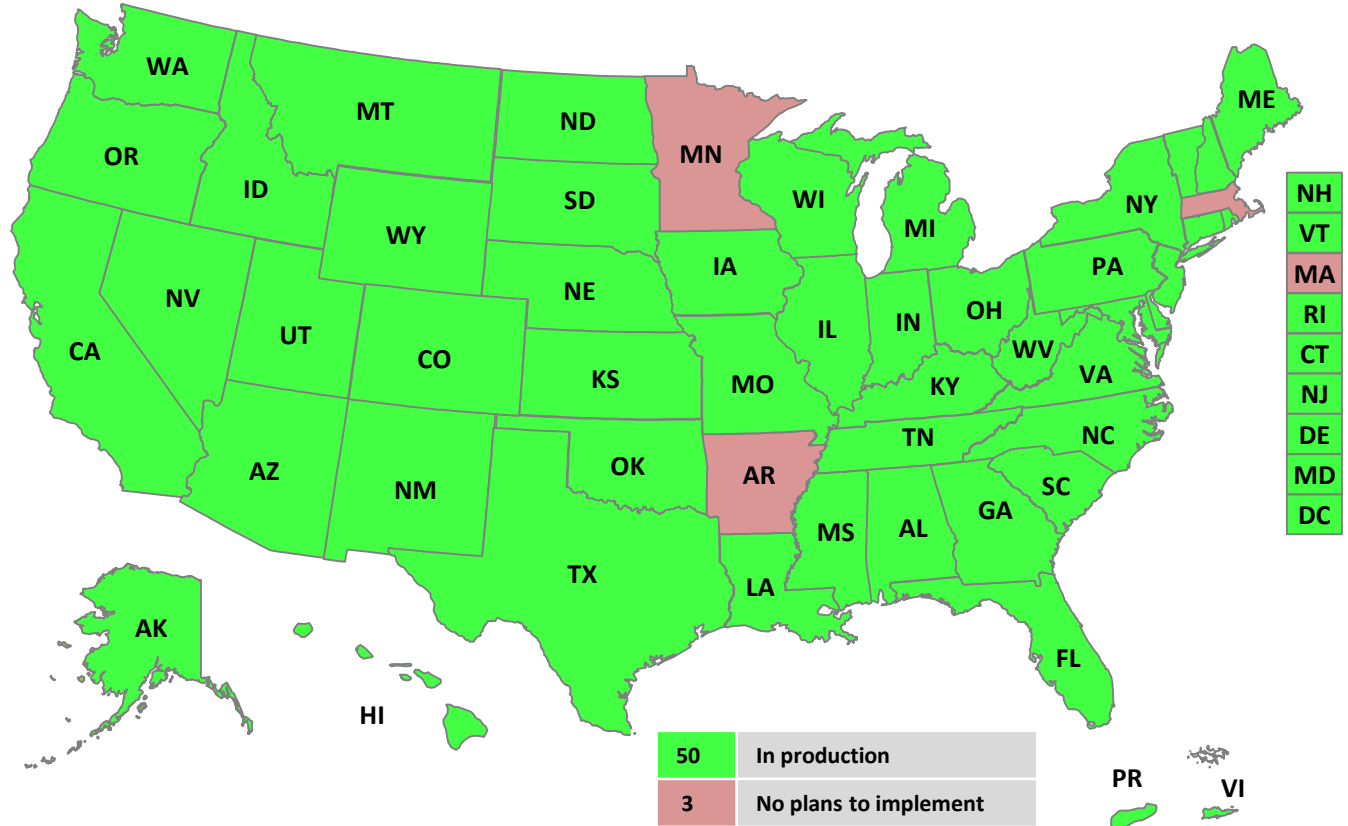 WA
MT
ND
MN
ME
OR
ID
SD
WI
MI
NY
NH
VT
MA
RI
CT
NJ
DE
MD
DC
WY
IA
PA
NV
NE
IL
IN
OH
CA
UT
CO
KS
MO
WV
KY
VA
TN
NC
AZ
NM
OK
AR
SC
MS
AL
GA
TX
LA
AK
FL
HI
50 In production
3 No plans to implement
PR
VI